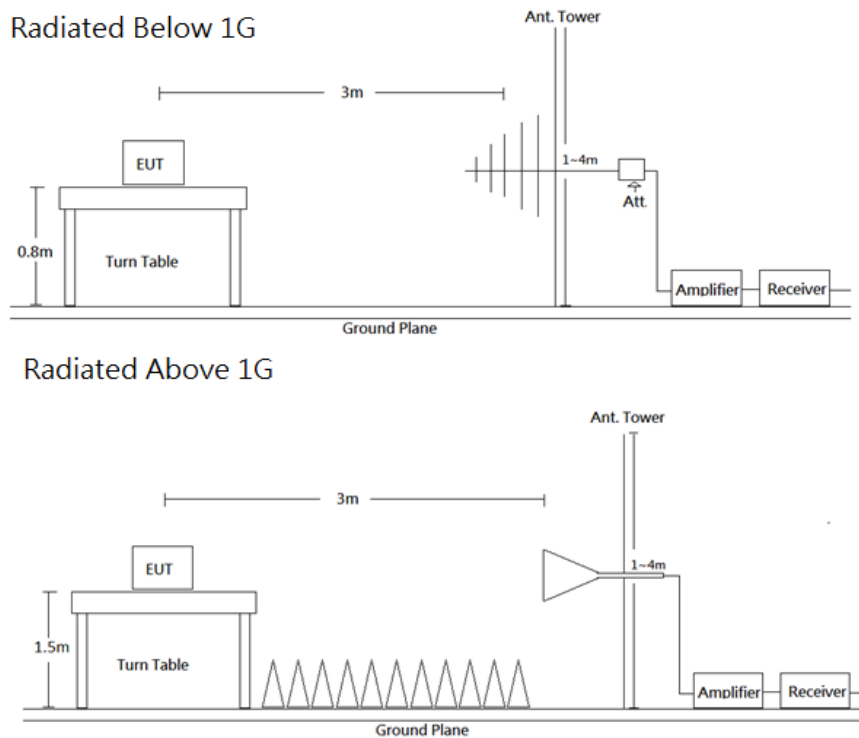 Radiated Below 1G
Ant. Tower
3m
EUT
1~4m
Att.
0.8m
Turn Table
Amplifier
Receiver
Ground Plane
Radiated Above 1G
Ant. Tower
3m
EUT
1~4m
1.5m
Turn Table
Amplifier
Receiver
Ground Plane